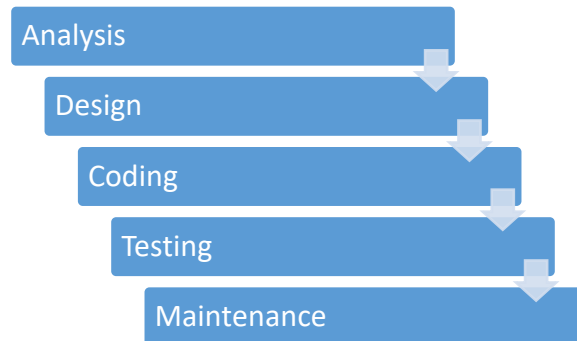 Analysis
Design
Coding
Testing
Maintenance